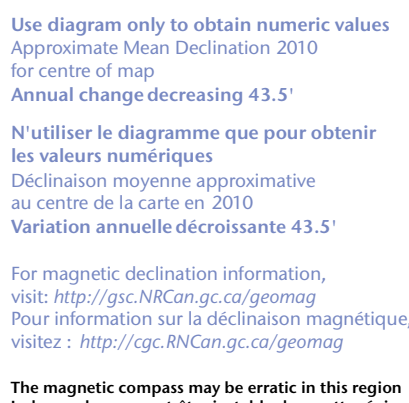 Use diagram only to obtain numeric values
Approximate Mean Declination 2010
for centre of map
Annual change decreasing 43.5'
N'utiliser le diagramme que pour obtenir
les valeurs numériques
Déclinaison moyenne approximative
au centre de la carte en 2010
Variation annuelle décroissante 43.5'
For magnetic declination information,
visit: http://gsc.NRCan.gc.ca/geomag
Pour information sur la déclinaison magnétique,
visitez : http://cgc.RNCan.gc.ca/geomag
The magnetic compass may be erratic in this region